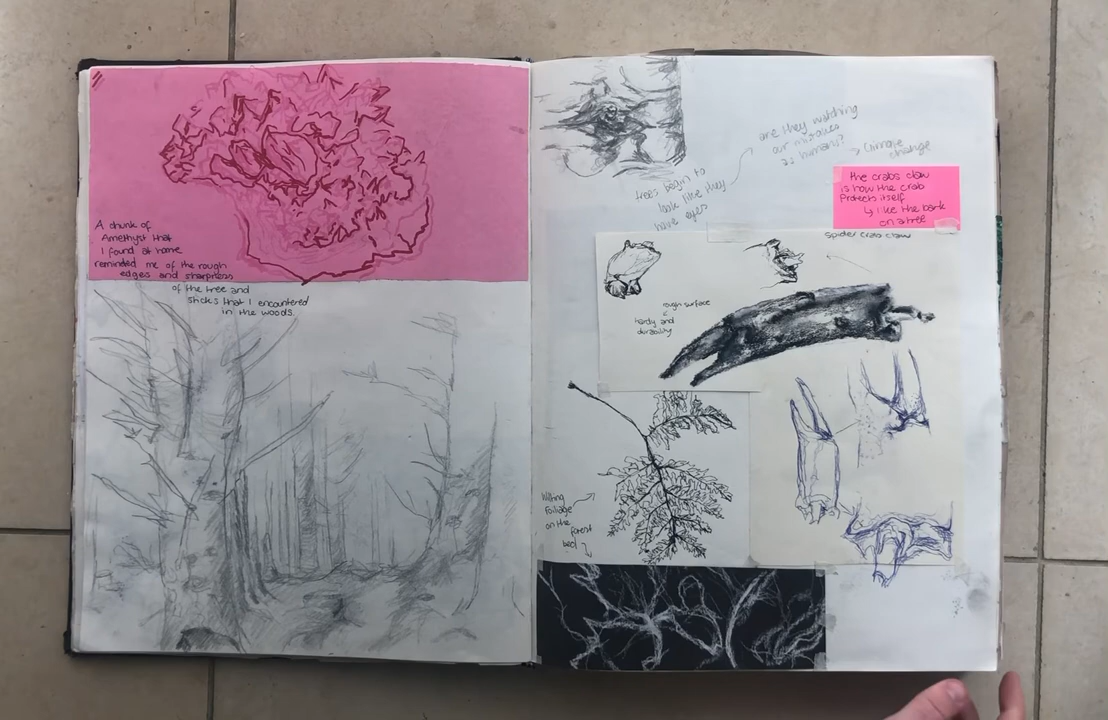 A chunk of
Amethyst that
I found at home
reminded me of the rough
edges and sharpness
of the tree and
sticks that I encountered
in the woods.
trees begin to
look like they
have eyes
are they watching
our mistakes
as humans?
climate
change
the crabs claw
is how the crab
protects itself
like the bark
on a tree
spider crab claw
rough surface
hardy and
durability
wilting
foliage
on the
forest
bed